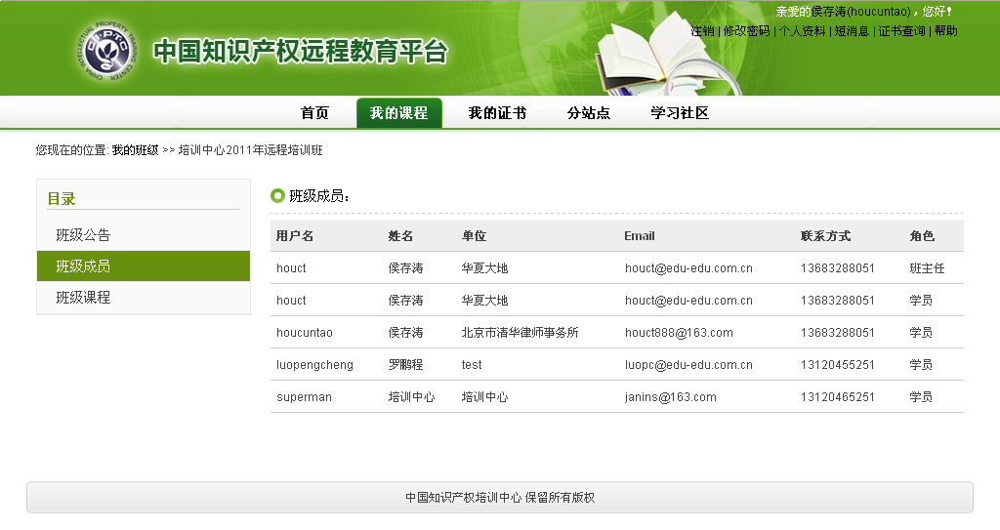 亲爱的侯存涛(houcuntao)，您好！
注销 | 修改密码 | 个人资料 | 短消息 | 证书查询 | 帮助
中国知识产权远程教育平台
首页 我的课程 我的证书 分站点 学习社区
您现在的位置: 我的班级 >> 培训中心2011年远程培训班
目录
班级公告
班级成员
班级课程
班级成员：
用户名 姓名 单位 Email 联系方式 角色
houct 侯存涛 华夏大地 houct@edu-edu.com.cn 13683288051 班主任
houct 侯存涛 华夏大地 houct@edu-edu.com.cn 13683288051 学员
houcuntao 侯存涛 北京市清华律师事务所 houct888@163.com 13683288051 学员
luopengcheng 罗鹏程 test luopc@edu-edu.com.cn 13120455251 学员
superman 培训中心 培训中心 janins@163.com 13120465251 学员
中国知识产权培训中心 保留所有版权